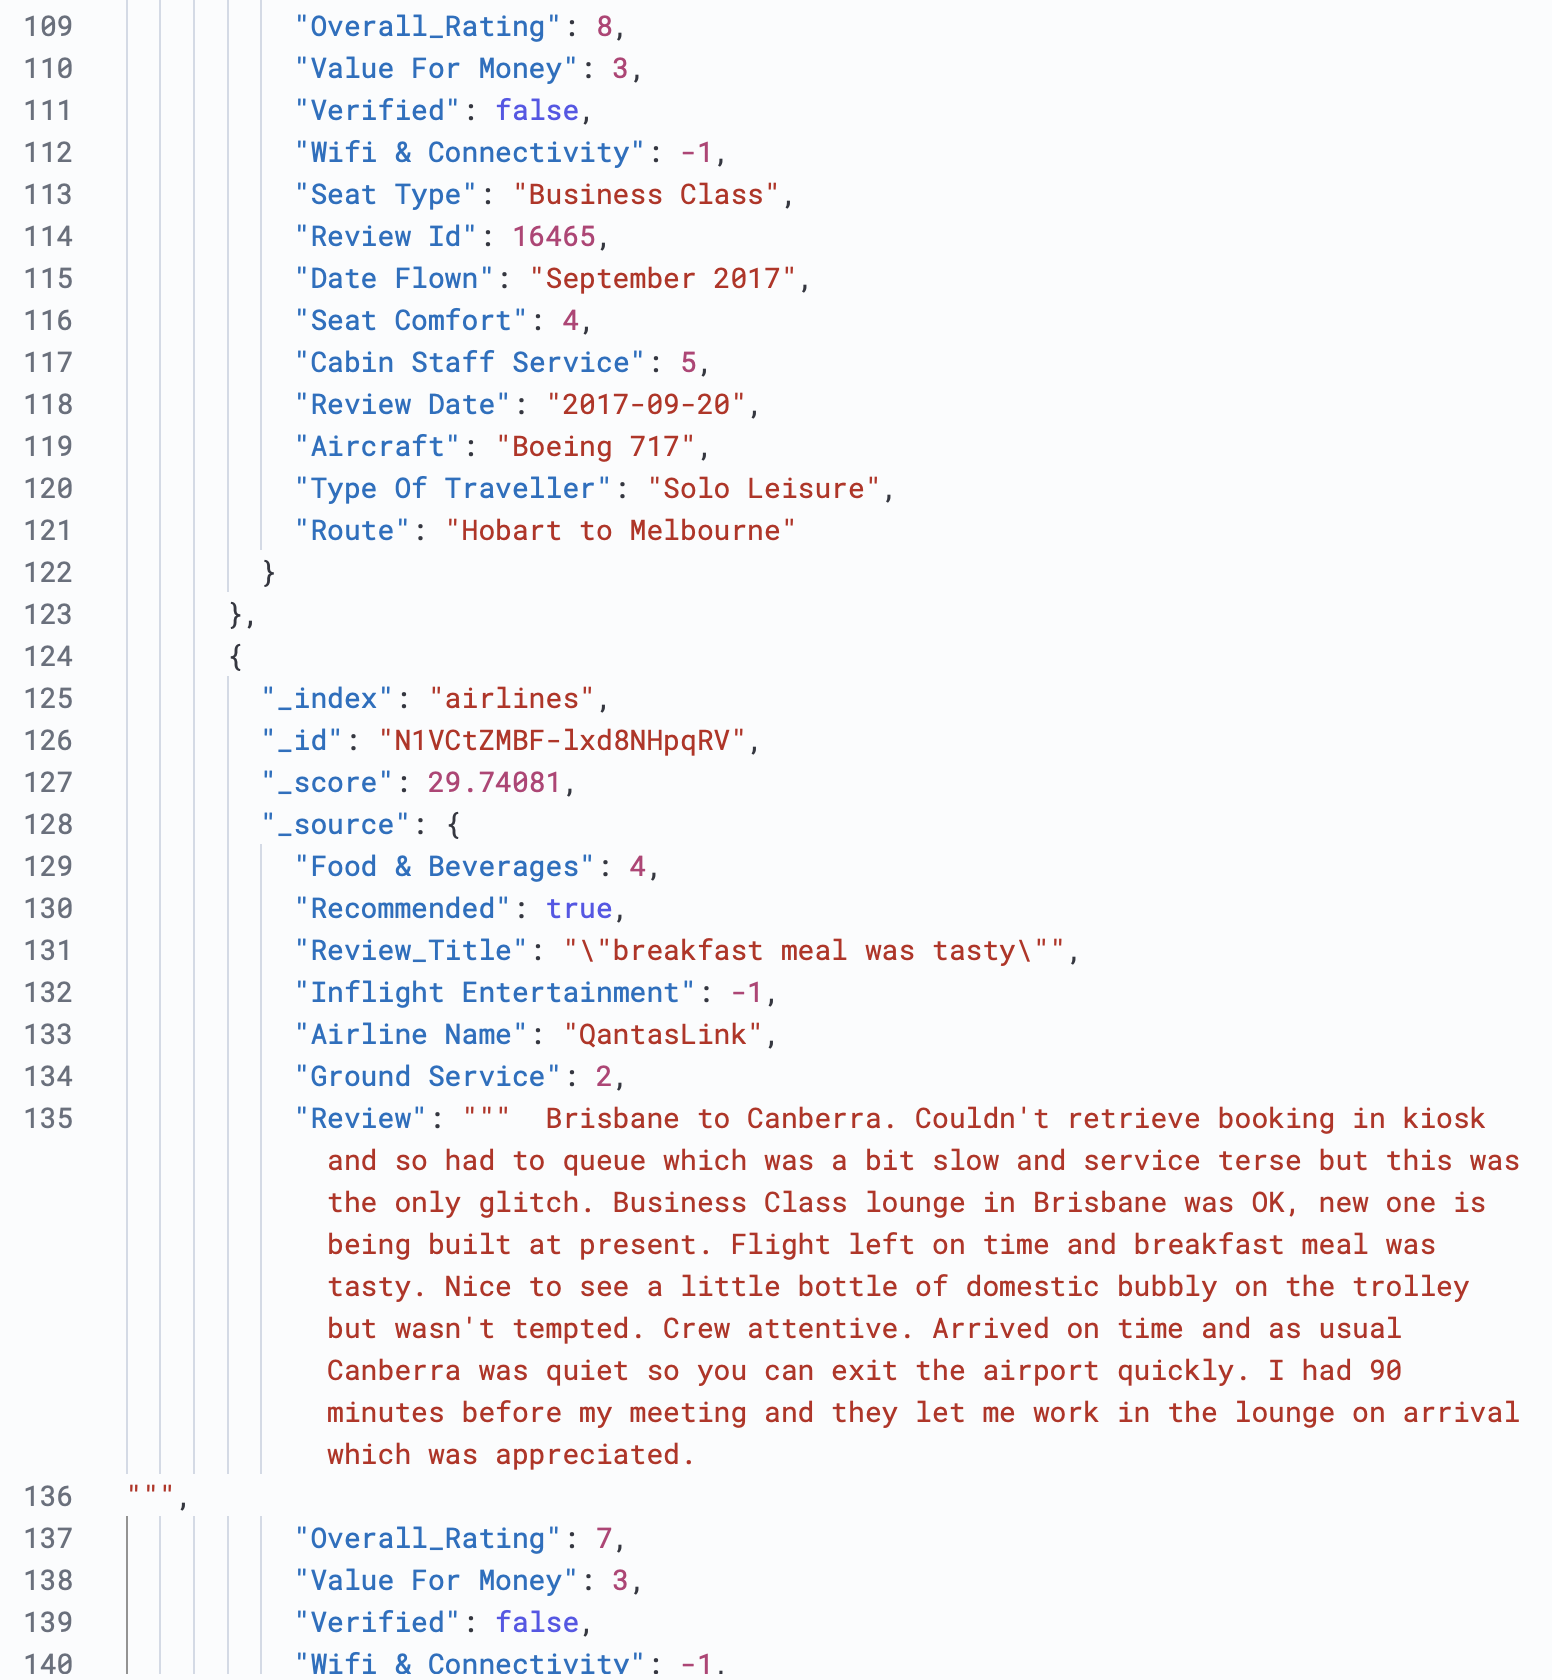 109 "Overall_Rating": 8,
110 "Value For Money": 3,
111 "Verified": false,
112 "Wifi & Connectivity": -1,
113 "Seat Type": "Business Class",
114 "Review Id": 16465,
115 "Date Flown": "September 2017",
116 "Seat Comfort": 4,
117 "Cabin Staff Service": 5,
118 "Review Date": "2017-09-20",
119 "Aircraft": "Boeing 717",
120 "Type Of Traveller": "Solo Leisure",
121 "Route": "Hobart to Melbourne"
122 }
123 },
124 {
125 "_index": "airlines",
126 "_id": "N1VCtZMBF-lxd8NHpqRV",
127 "_score": 29.74081,
128 "_source": {
129 "Food & Beverages": 4,
130 "Recommended": true,
131 "Review_Title": "\"breakfast meal was tasty\"",
132 "Inflight Entertainment": -1,
133 "Airline Name": "QantasLink",
134 "Ground Service": 2,
135 "Review": """  Brisbane to Canberra. Couldn't retrieve booking in kiosk
and so had to queue which was a bit slow and service terse but this was
the only glitch. Business Class lounge in Brisbane was OK, new one is
being built at present. Flight left on time and breakfast meal was
tasty. Nice to see a little bottle of domestic bubbly on the trolley
but wasn't tempted. Crew attentive. Arrived on time and as usual
Canberra was quiet so you can exit the airport quickly. I had 90
minutes before my meeting and they let me work in the lounge on arrival
which was appreciated.
136 """,
137 "Overall_Rating": 7,
138 "Value For Money": 3,
139 "Verified": false,
140 "Wifi & Connectivity": -1,